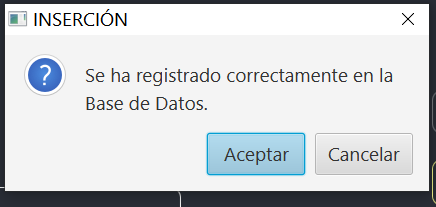 INSERCIÓN
Se ha registrado correctamente en la
Base de Datos.
Aceptar
Cancelar